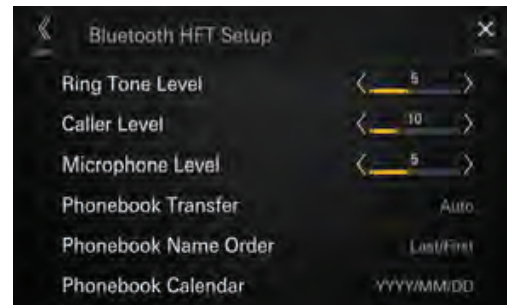 Bluetooth HFT Setup
Ring Tone Level 5
Caller Level 10
Microphone Level 5
Phonebook Transfer Auto
Phonebook Name Order Last/First
Phonebook Calendar YYYY/MM/DD